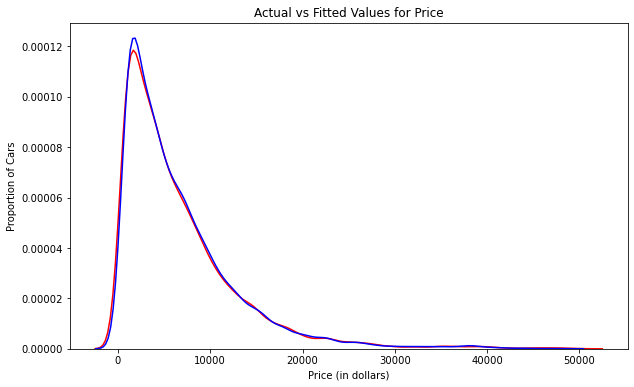 Actual vs Fitted Values for Price
0.00012
0.00010
0.00008
0.00006
0.00004
0.00002
0.00000
Proportion of Cars
0 10000 20000 30000 40000 50000
Price (in dollars)